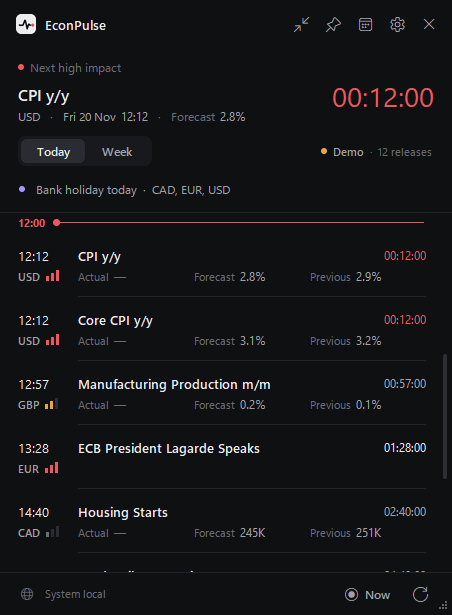 EconPulse
Next high impact
CPI y/y
00:12:00
USD · Fri 20 Nov 12:12 · Forecast 2.8%
Today Week Demo · 12 releases
Bank holiday today · CAD, EUR, USD
12:00
12:12 CPI y/y 00:12:00
USD Actual — Forecast 2.8% Previous 2.9%
12:12 Core CPI y/y 00:12:00
USD Actual — Forecast 3.1% Previous 3.2%
12:57 Manufacturing Production m/m 00:57:00
GBP Actual — Forecast 0.2% Previous 0.1%
13:28 ECB President Lagarde Speaks 01:28:00
EUR
14:40 Housing Starts 02:40:00
CAD Actual — Forecast 245K Previous 251K
System local Now